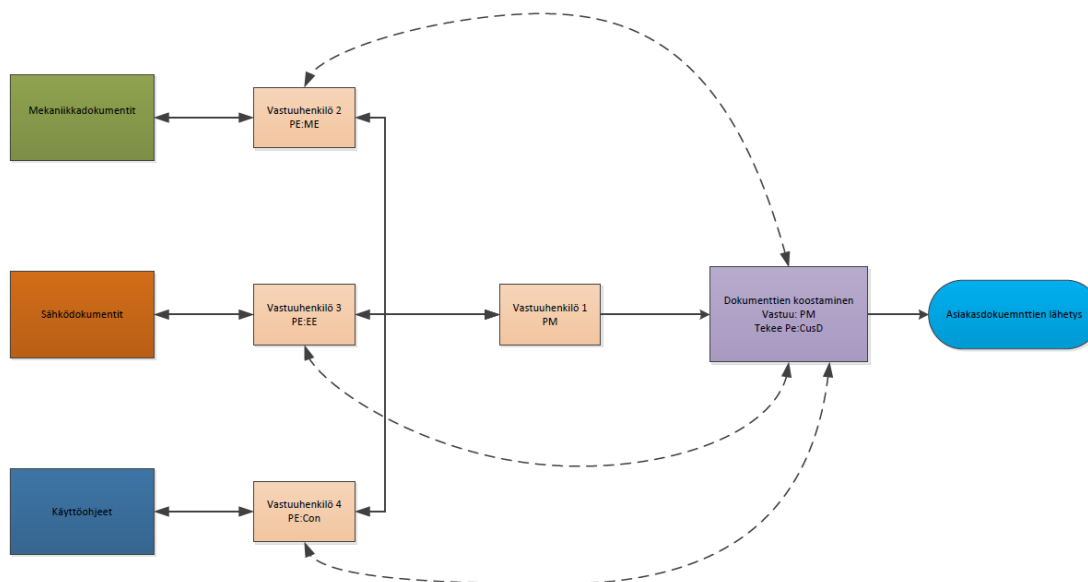 Mekaniikkadokumentit
Vastuuhenkilö 2
PE:ME
Sähködokumentit
Vastuuhenkilö 3
PE:EE
Vastuuhenkilö 1
PM
Dokumenttien koostaminen
Vastuu: PM
Tekee Pe:CusD
Asiakasdokuemnttien lähetys
Käyttöohjeet
Vastuuhenkilö 4
PE:Con